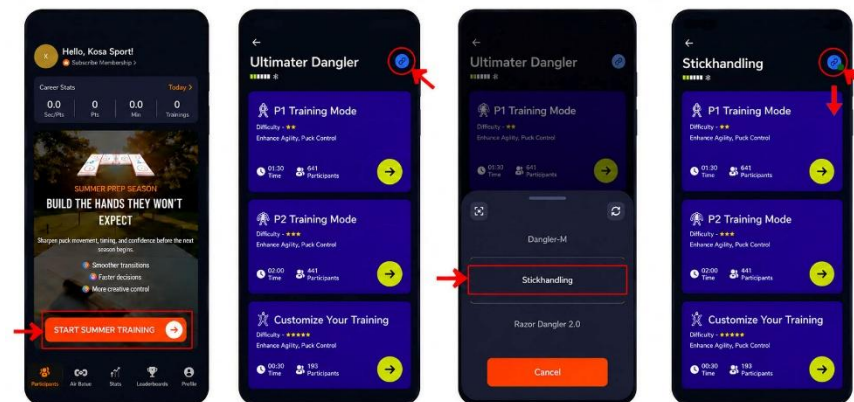 X
Hello, Kosa Sport!
Subscribe Membership >
Career Stats
Today >
0.0
0
0.0
0
Sec/Pts
Pts
Min
Trainings
SUMMER PREP SEASON
BUILD THE HANDS THEY WON'T
EXPECT
Sharpen puck movement, timing, and confidence before the next
season begins.
Smoother transitions
Faster decisions
More creative control
START SUMMER TRAINING
Participants
Stats
Leaderboards
Profile
Ultimater Dangler
P1 Training Mode
Difficulty - ★★
Enhance Agility, Puck Control
01:30
Time
641
Participants
P2 Training Mode
Difficulty - ★★★
Enhance Agility, Puck Control
02:00
Time
441
Participants
Customize Your Training
Difficulty - ★★★★★
Enhance Agility, Puck Control
00:30
Time
193
Participants
Ultimater Dangler
P1 Training Mode
Difficulty - ★★
Enhance Agility, Puck Control
01:30
Time
641
Participants
Dangler-M
Stickhandling
Razor Dangler 2.0
Cancel
Stickhandling
P1 Training Mode
Difficulty - ★★
Enhance Agility, Puck Control
01:30
Time
641
Participants
P2 Training Mode
Difficulty - ★★★
Enhance Agility, Puck Control
02:00
Time
441
Participants
Customize Your Training
Difficulty - ★★★★★
Enhance Agility, Puck Control
00:30
Time
193
Participants